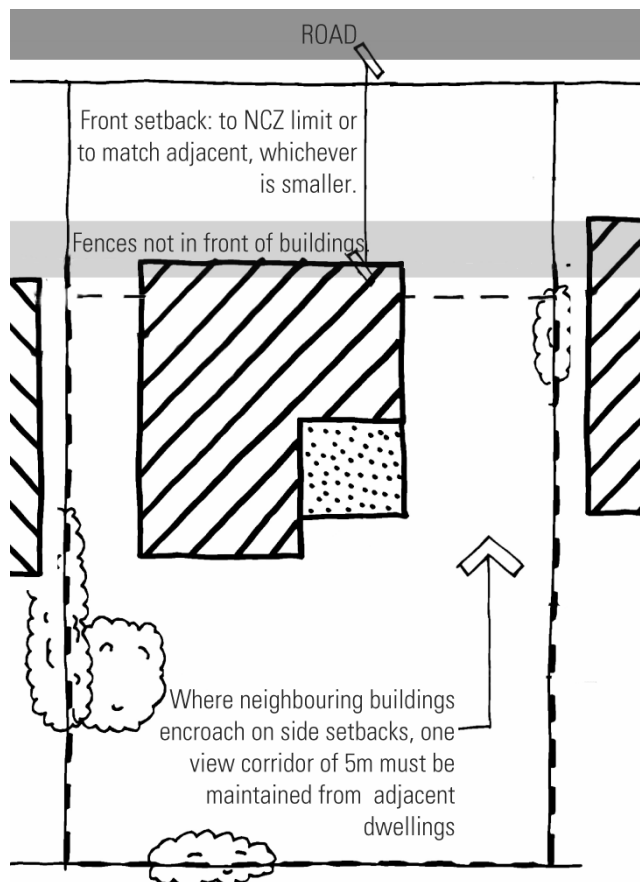 ROAD
Front setback: to NCZ limit or
to match adjacent, whichever
is smaller.
Fences not in front of buildings.
Where neighbouring buildings
encroach on side setbacks, one
view corridor of 5m must be
maintained from adjacent
dwellings